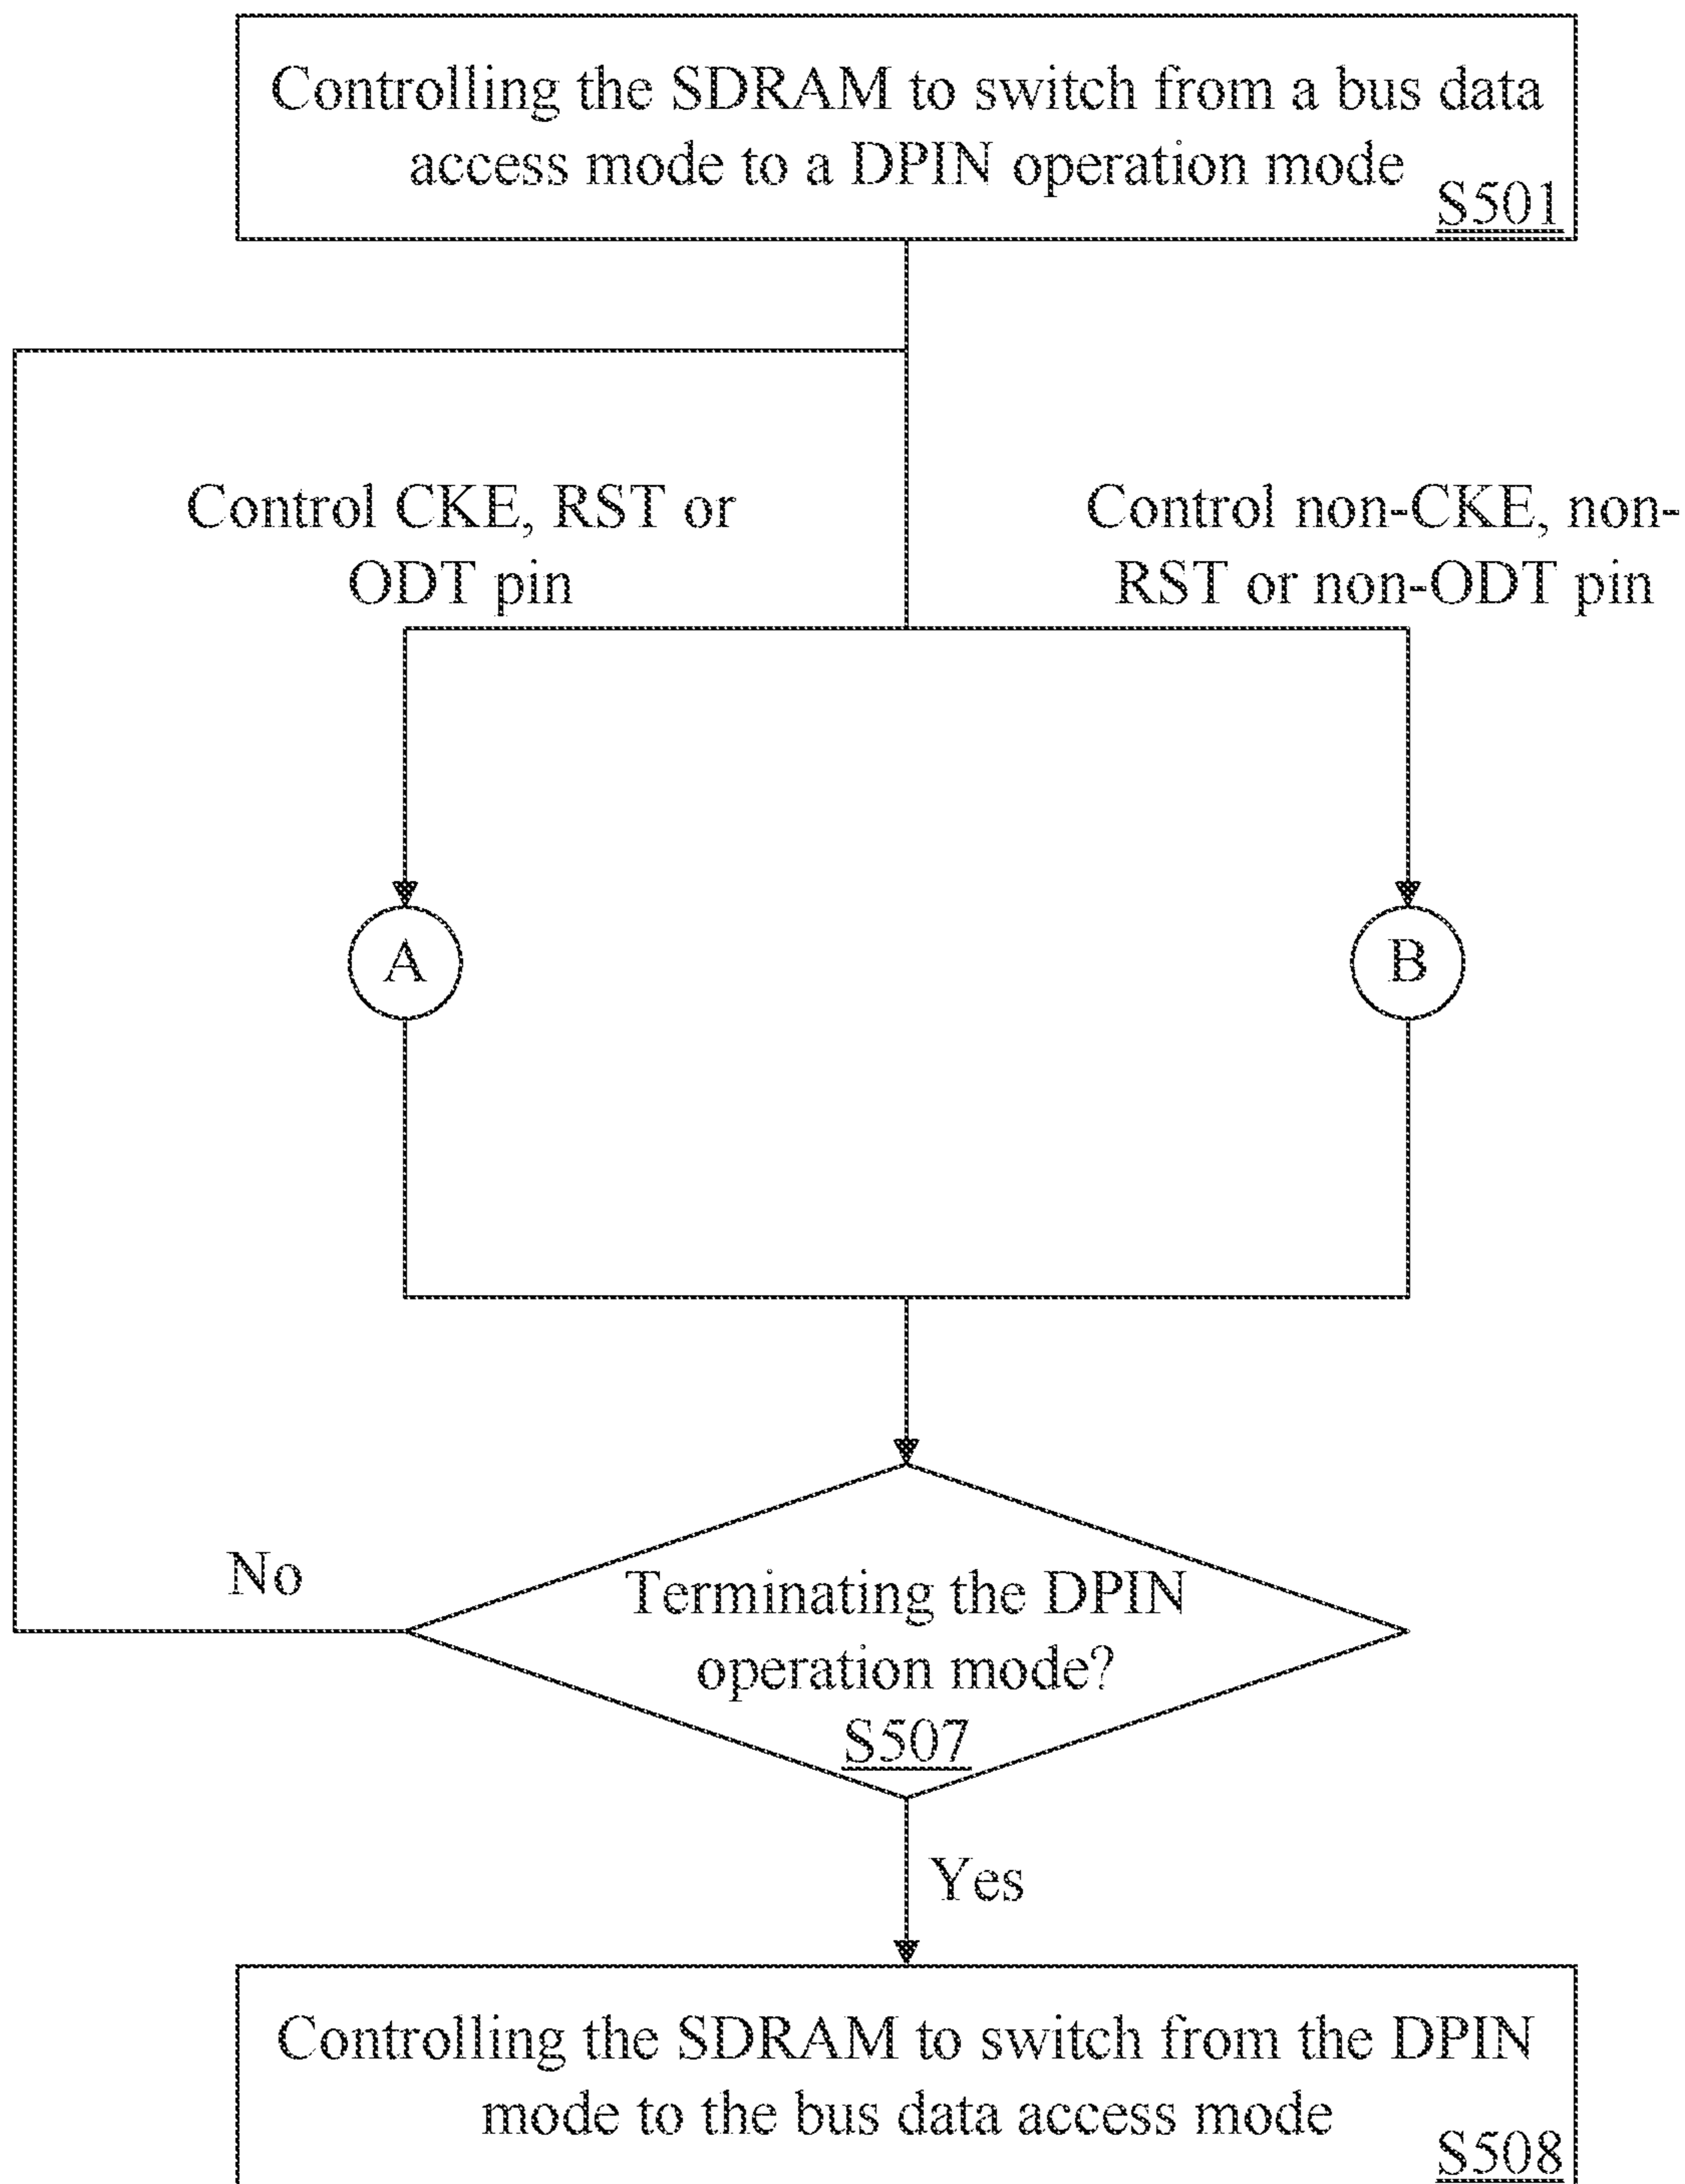 Controlling the SDRAM to switch from a bus data
access mode to a DPIN operation mode
S501
Control CKE, RST or
ODT pin
Control non-CKE, non-
RST or non-ODT pin
A
B
No
Terminating the DPIN
operation mode?
S507
Yes
Controlling the SDRAM to switch from the DPIN
mode to the bus data access mode
S508